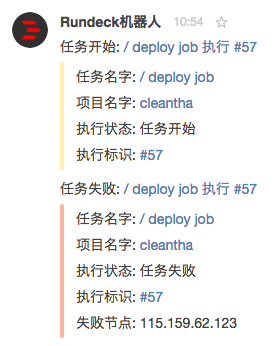 Rundeck机器人 10:54
任务开始: / deploy job 执行 #57
任务名字: / deploy job
项目名字: cleantha
执行状态: 任务开始
执行标识: #57
任务失败: / deploy job 执行 #57
任务名字: / deploy job
项目名字: cleantha
执行状态: 任务失败
执行标识: #57
失败节点: 115.159.62.123